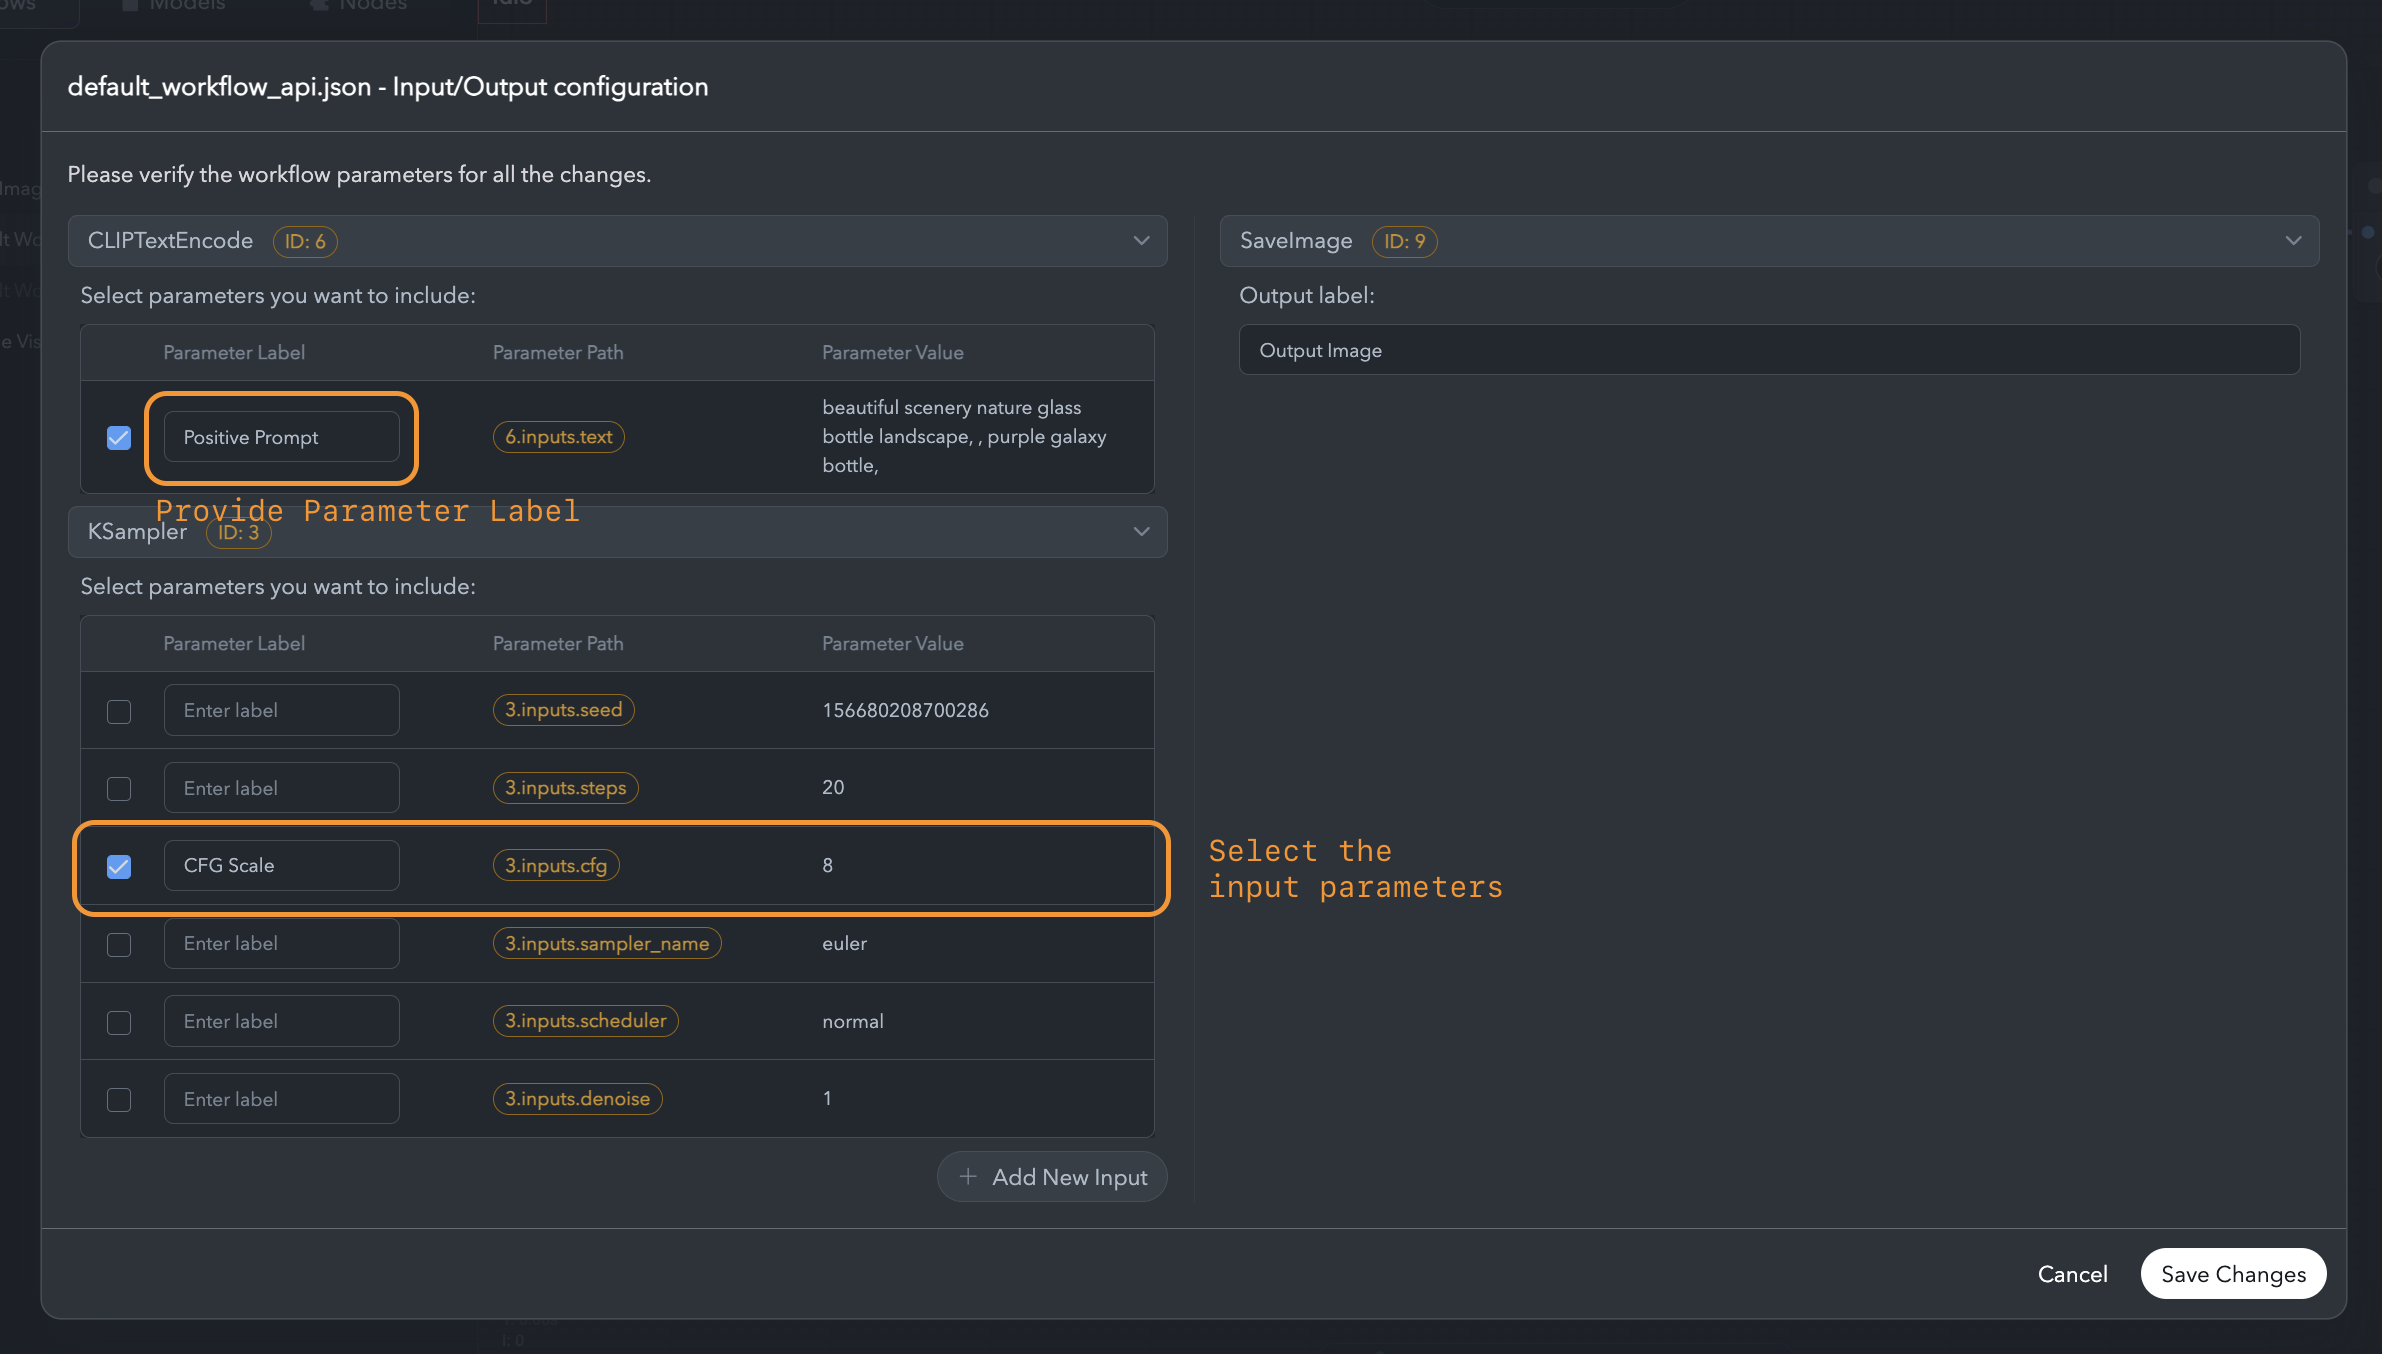 Models
Nodes
Idle
default_workflow_api.json - Input/Output configuration
Please verify the workflow parameters for all the changes.
CLIPTextEncode ID: 6
Select parameters you want to include:
Parameter Label Parameter Path Parameter Value
Positive Prompt 6.inputs.text
beautiful scenery nature glass
bottle landscape, , purple galaxy
bottle,
Provide Parameter Label
KSampler ID: 3
Select parameters you want to include:
Parameter Label Parameter Path Parameter Value
Enter label 3.inputs.seed 156680208700286
Enter label 3.inputs.steps 20
CFG Scale 3.inputs.cfg 8
Enter label 3.inputs.sampler_name euler
Enter label 3.inputs.scheduler normal
Enter label 3.inputs.denoise 1
+ Add New Input
SaveImage ID: 9
Output label:
Output Image
Select the
input parameters
Cancel
Save Changes